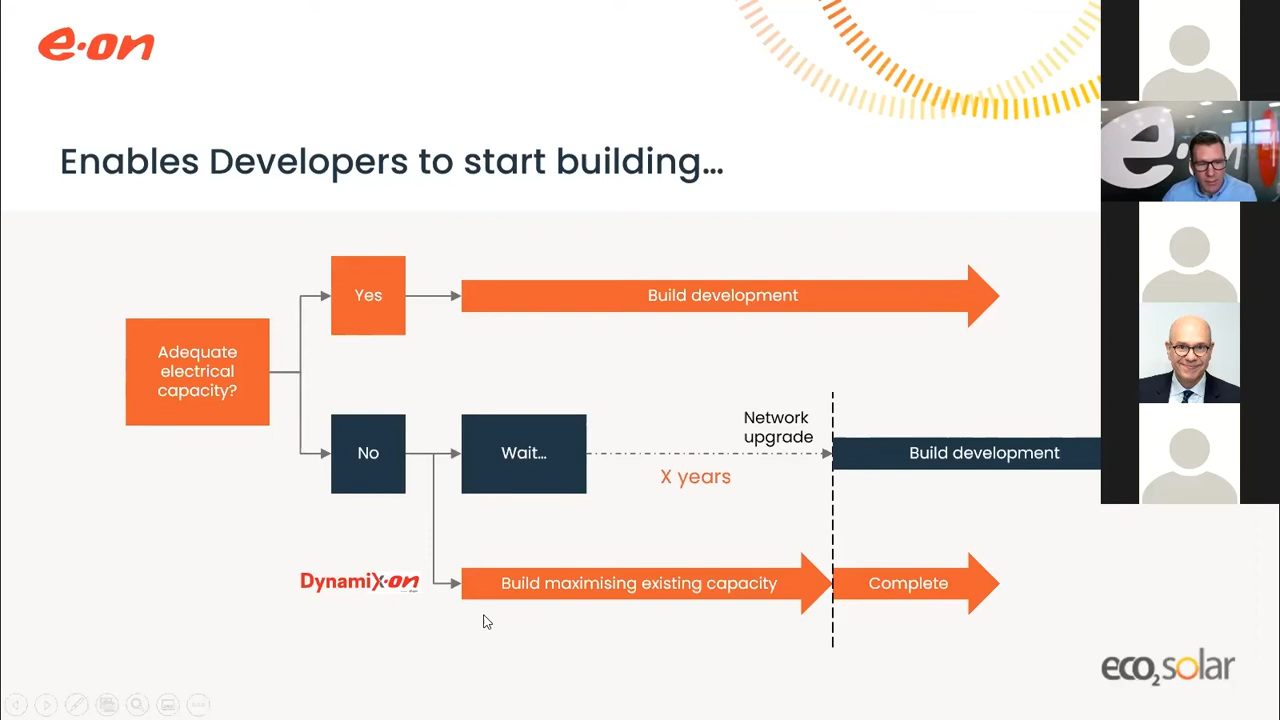 e·on
Enables Developers to start building...
Adequate
electrical
capacity?
Yes
Build development
No
Wait...
X years
Network
upgrade
Build development
DynamiX·on
Build maximising existing capacity
Complete
eco2solar
e·on